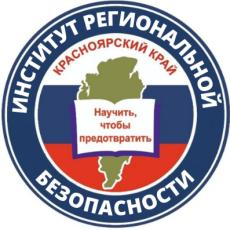 ИНСТИТУТ РЕГИОНАЛЬНОЙ
КРАСНОЯРСКИЙ КРАЙ
Научить,
чтобы
предотвратить
БЕЗОПАСНОСТИ